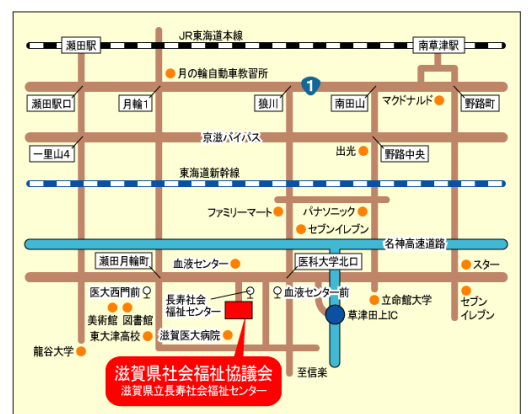 JR東海道本線
瀬田駅
南草津駅
月の輪自動車教習所
1
マクドナルド
瀬田駅口
月輪1
狼川
南田山
野路町
京滋バイパス
一里山4
出光
野路中央
東海道新幹線
ファミリーマート
パナソニック
セブンイレブン
名神高速道路
瀬田月輪町
血液センター
医科大学北口
スター
医大西門前
長寿社会
福祉センター
血液センター前
立命館大学
セブン
イレブン
美術館
図書館
草津田上IC
東大津高校
滋賀医大病院
龍谷大学
滋賀県社会福祉協議会
滋賀県立長寿社会福祉センター
至信楽